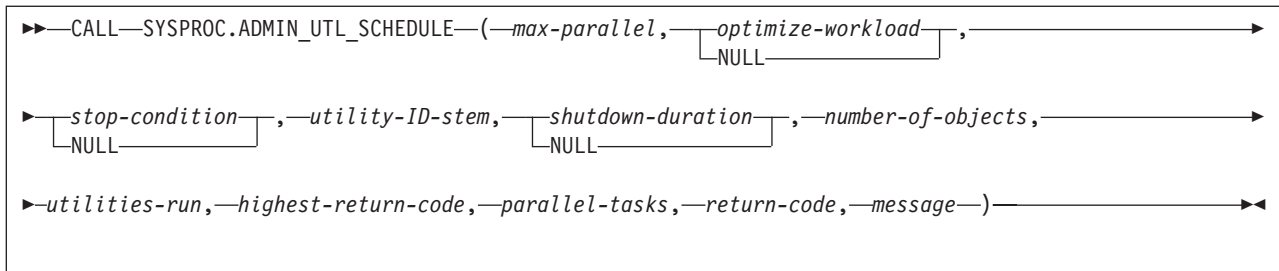 CALL SYSPROC.ADMIN_UTL_SCHEDULE ( max-parallel, optimize-workload ,
NULL
stop-condition , utility-ID-stem, shutdown-duration , number-of-objects,
NULL NULL
utilities-run, highest-return-code, parallel-tasks, return-code, message )